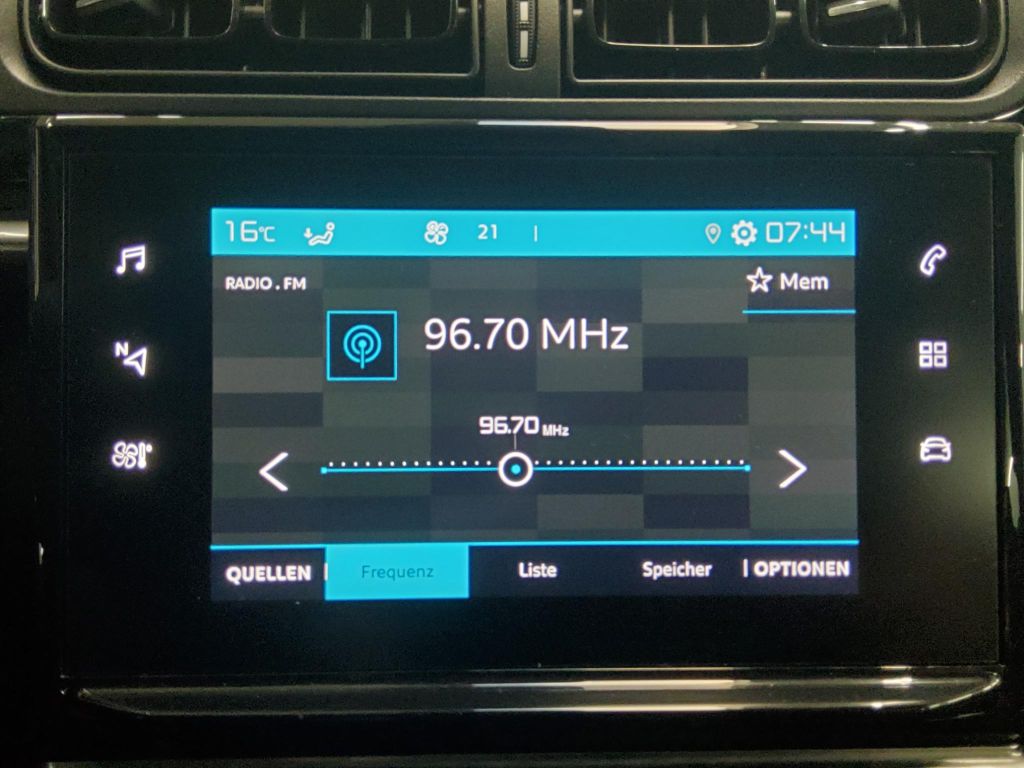 16°C 21 07:44
RADIO.FM
Mem
N
96.70 MHz
96.70 MHz
QUELLEN Frequenz Liste Speicher OPTIONEN